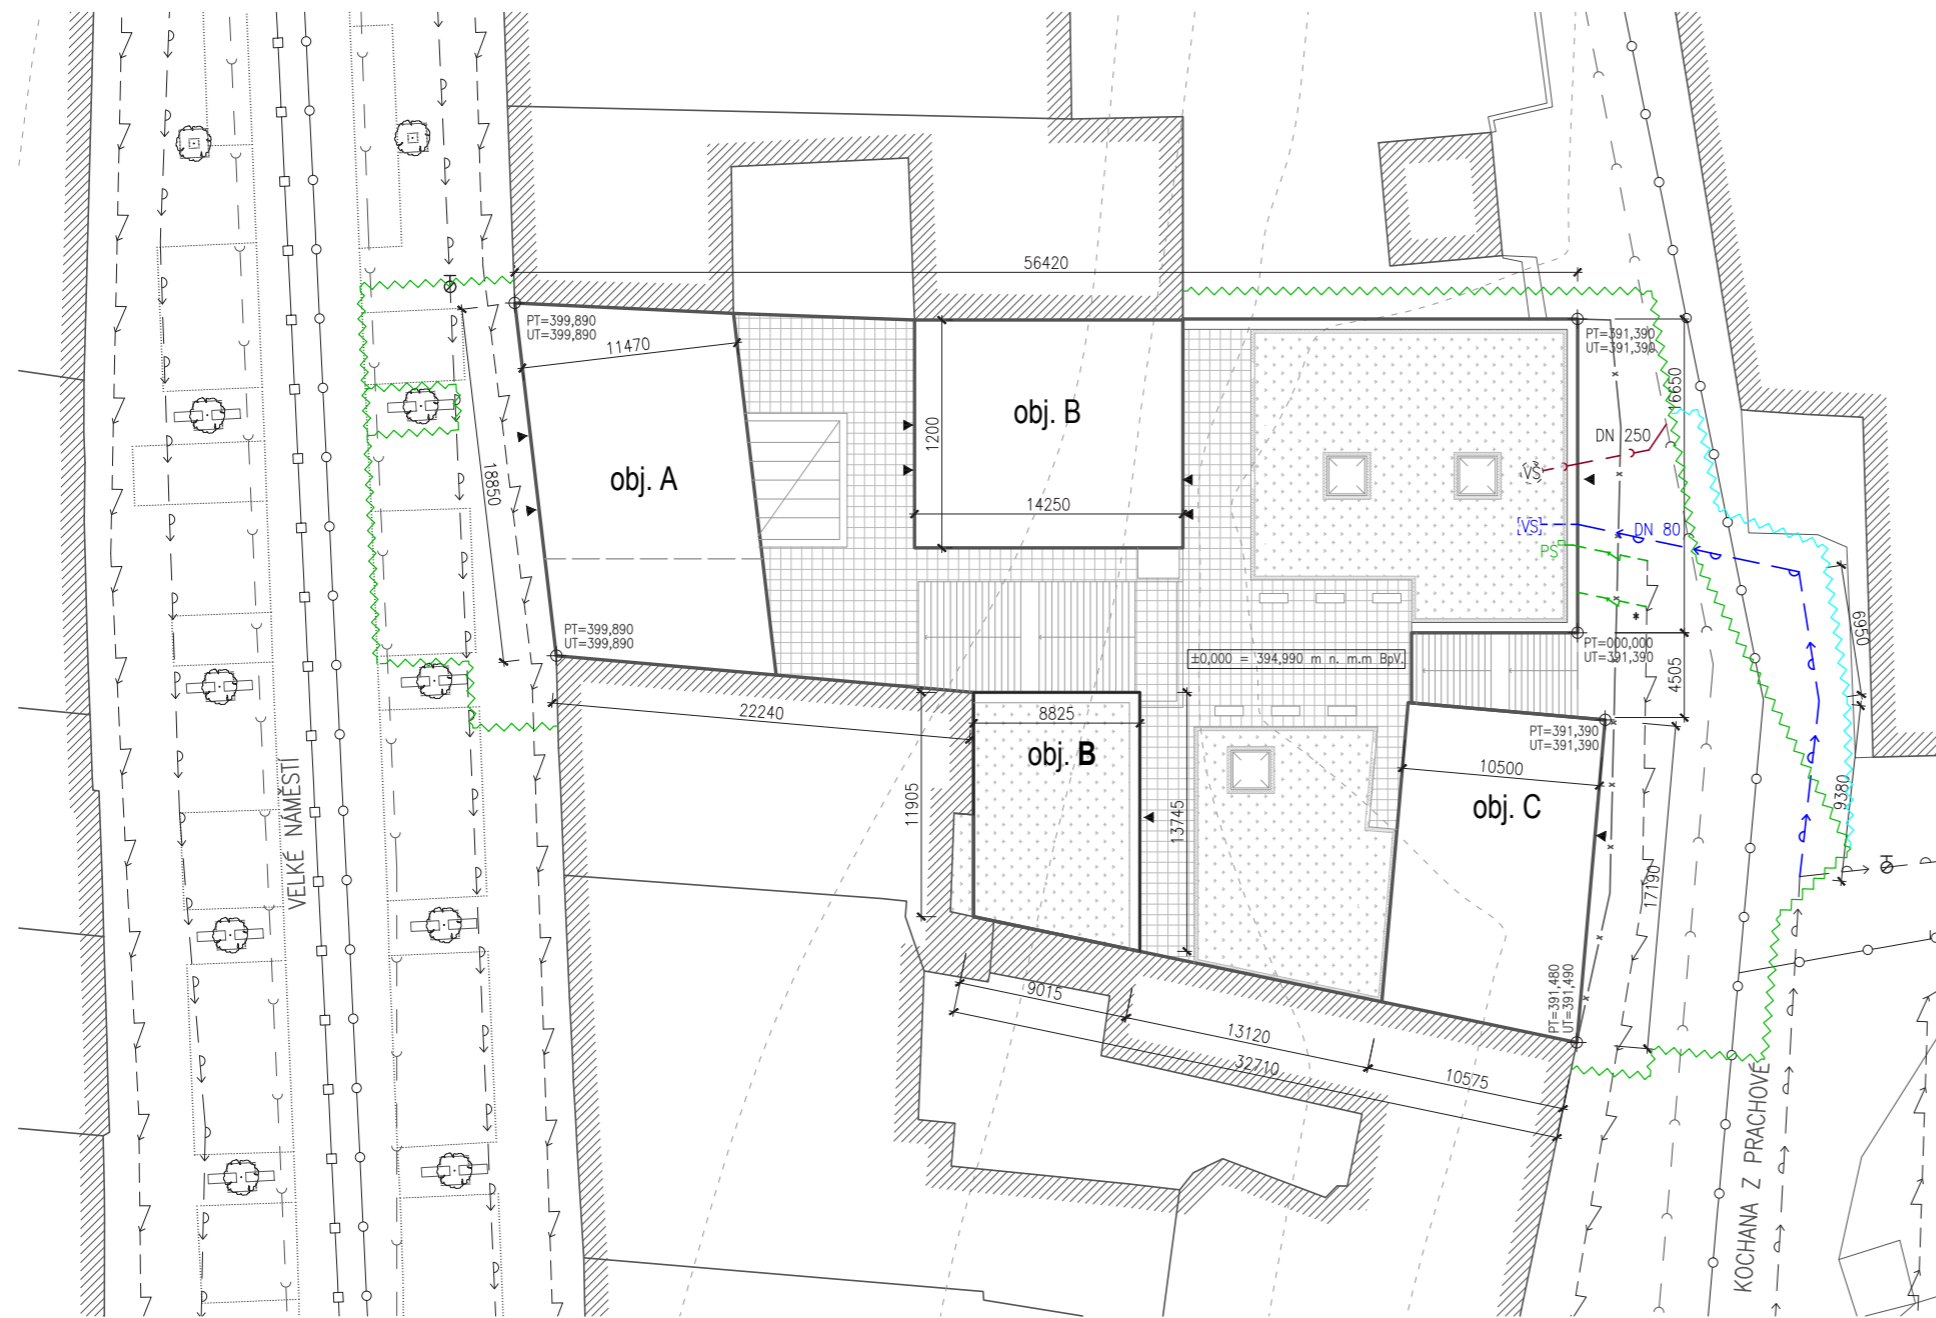 56420
PT=399,890
UT=399,890
11470
PT=391,390
UT=391,390
16650
obj. B
1200
DN 250
VŠ
obj. A
18850
14250
VŠ
DN 80
PS
6950
PT=399,890
UT=399,890
PT=000,000
UT=391,390
±0,000 = 394,990 m n. m.m BpV.
4505
22240
8825
PT=391,390
UT=391,390
obj. B
10500
VELKÉ NÁMĚSTÍ
11905
13745
obj. C
9380
17190
PT=391,480
UT=391,490
9015
13120
32710
10575
KOCHANA Z PRACHOVÉ